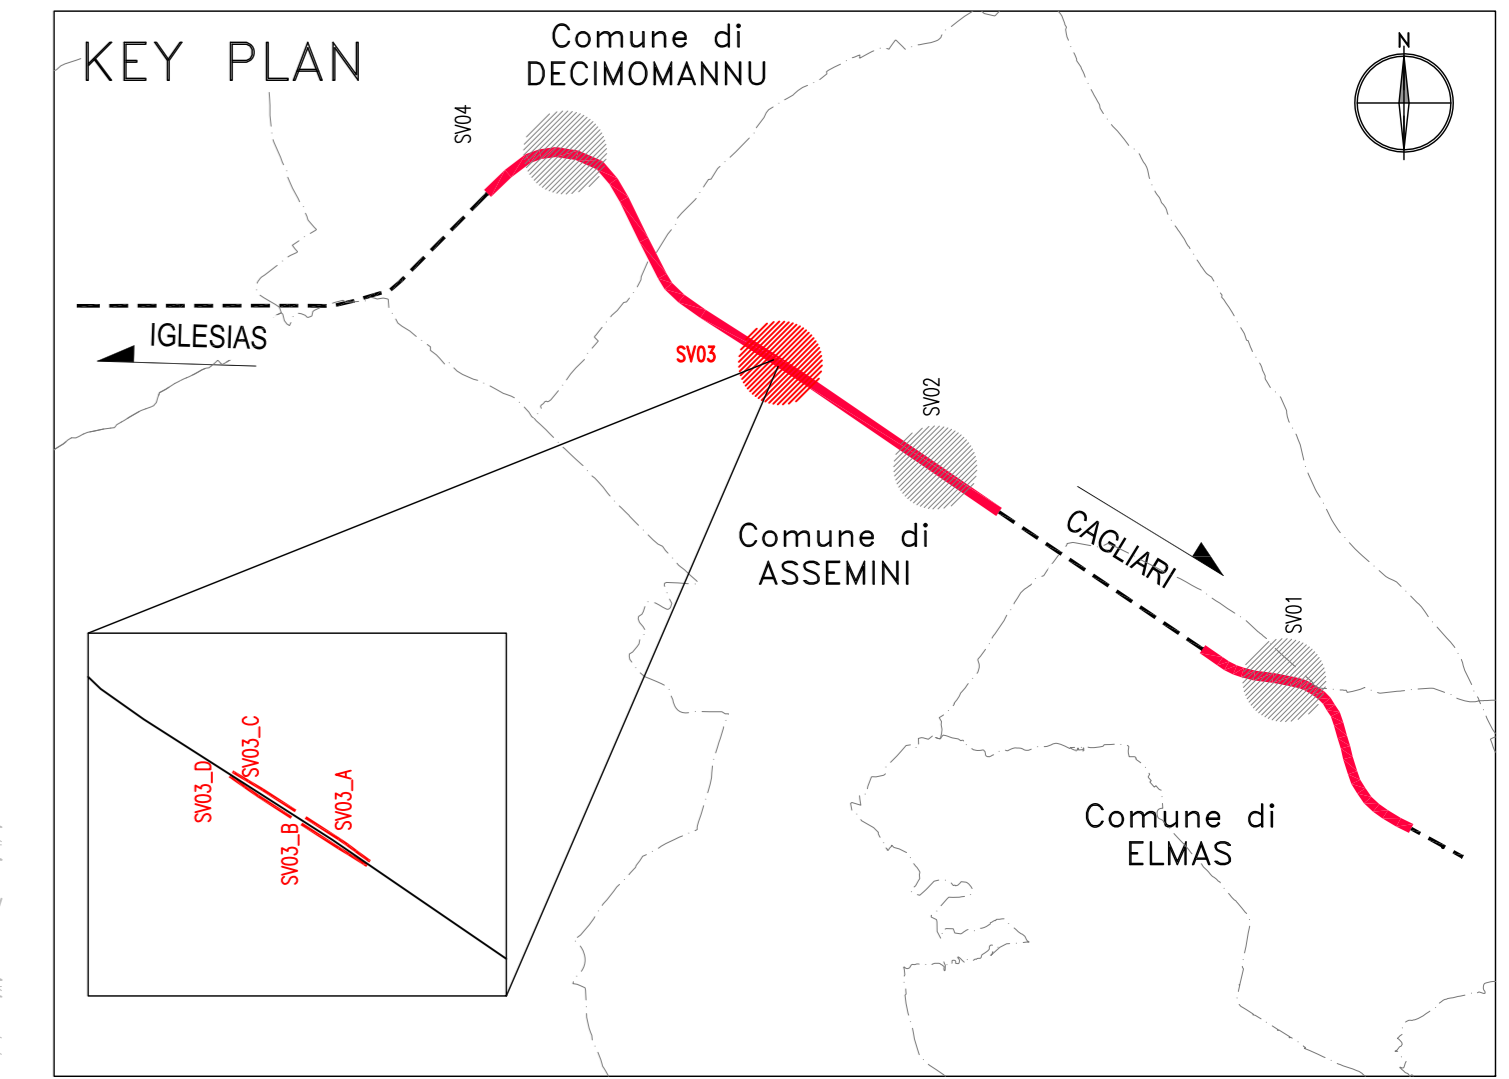 KEY PLAN
Comune di
DECIMOMANNU
N
SV04
IGLESIAS
SV03
SV02
CAGLIARI
Comune di
ASSEMINI
SV01
SV03_C
SV03_D
SV03_A
SV03_B
Comune di
ELMAS